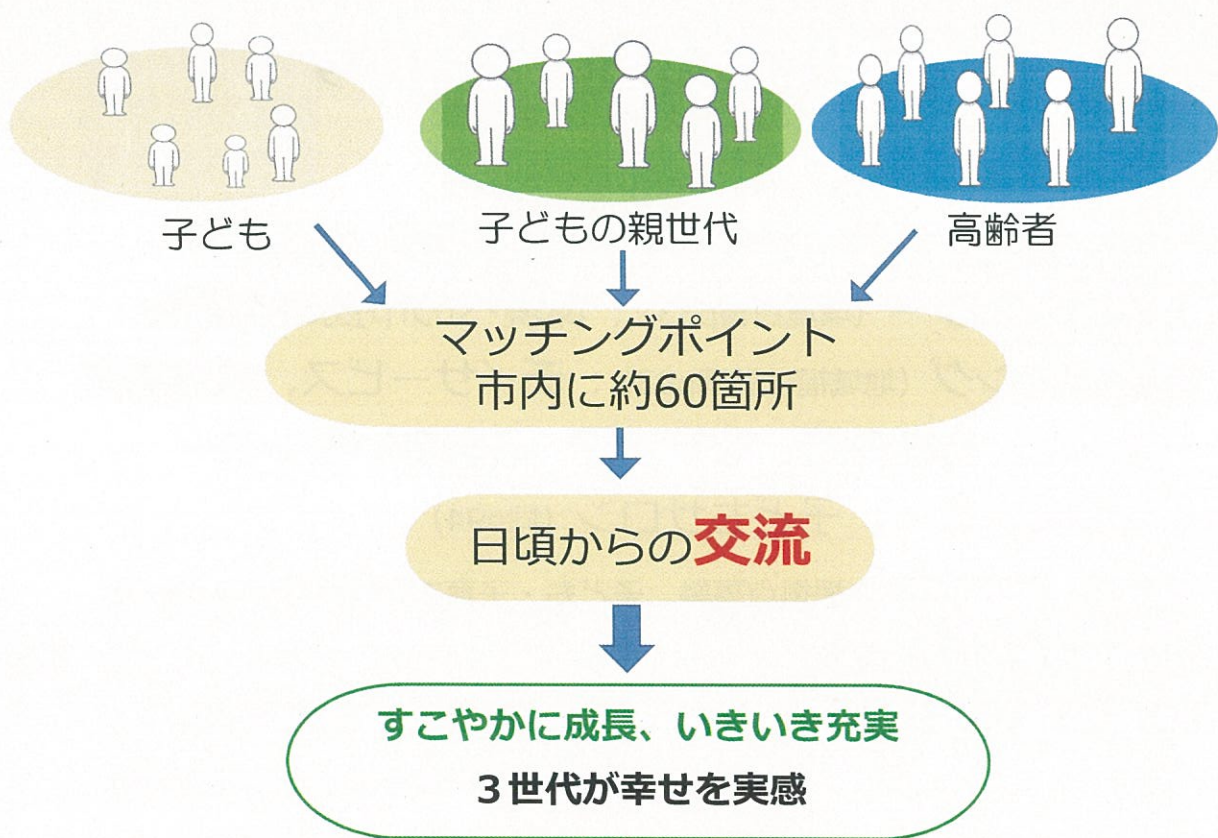 子ども
子どもの親世代
高齢者
マッチングポイント
市内に約60箇所
日頃からの交流
すこやかに成長、いきいき充実
3世代が幸せを実感